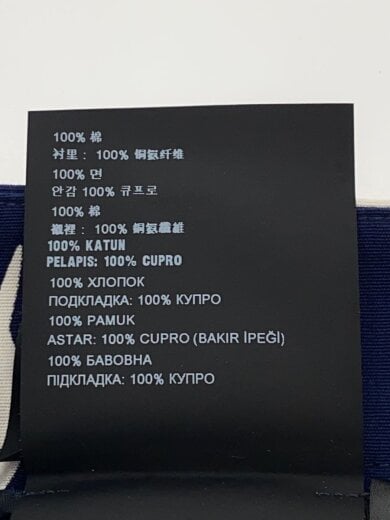 100% 棉
衬里： 100% 铜氨纤维
100% 면
안감 100% 큐프로
100% 棉
襯裡： 100% 銅氨纖維
100% KATUN
PELAPIS: 100% CUPRO
100% ХЛОПОК
ПОДКЛАДКА: 100% КУПРО
100% PAMUK
ASTAR: 100% CUPRO (BAKIR İPEĞİ)
100% БАВОВНА
ПІДКЛАДКА: 100% КУПРО